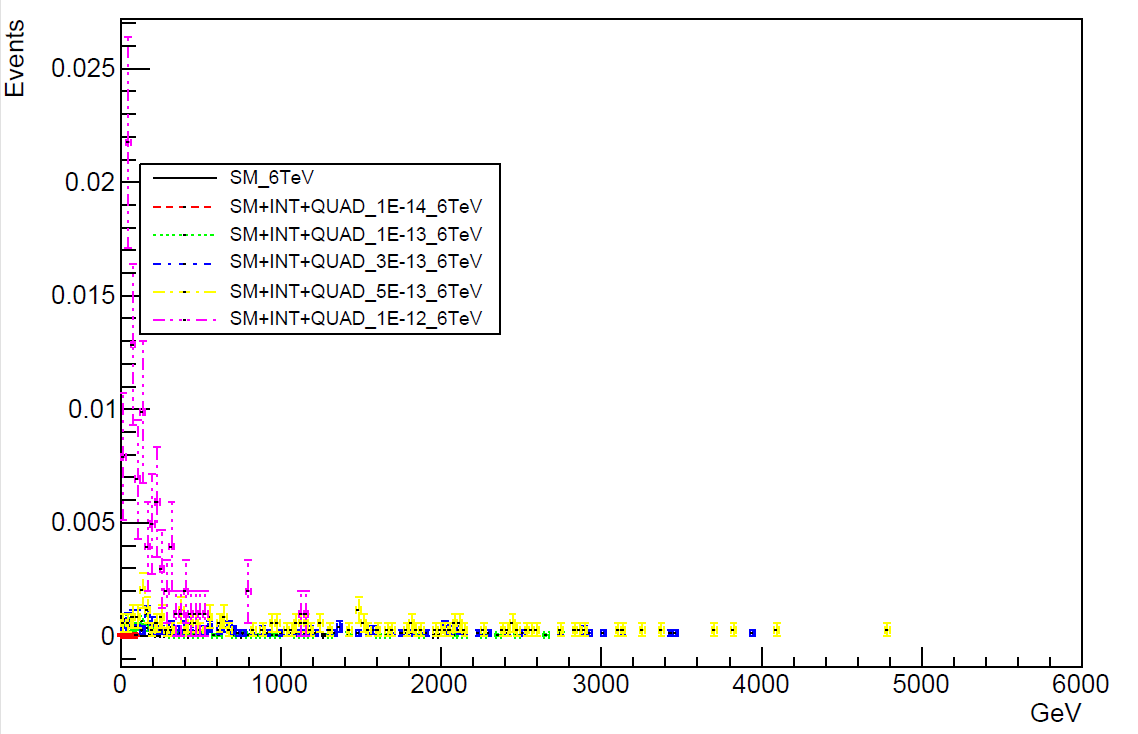 Events
0.025
0.02
0.015
0.01
0.005
0
SM_6TeV
SM+INT+QUAD_1E-14_6TeV
SM+INT+QUAD_1E-13_6TeV
SM+INT+QUAD_3E-13_6TeV
SM+INT+QUAD_5E-13_6TeV
SM+INT+QUAD_1E-12_6TeV
0 1000 2000 3000 4000 5000 6000
GeV